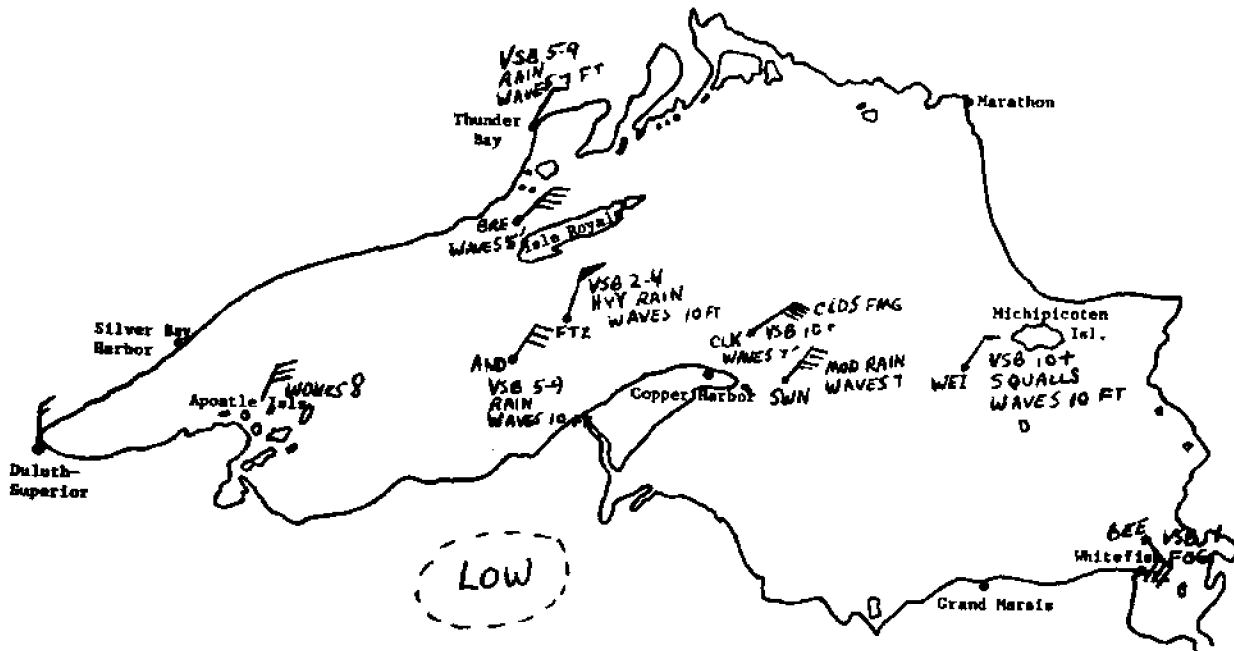 VSB 5-9
RAIN
WAVES 7 FT
Thunder
Bay
Marathon
BRE
WAVES 5'
Isle Royale
VSB 2-4
HVY RAIN
WAVES 10 FT
FTZ
Silver Bay
Harbor
CLDS FMG
CLK
VSB 10+
WAVES 7'
Michipicoten
Isl.
AND
VSB 5-9
RAIN
WAVES 10 FT
MOD RAIN
WAVES 7
SWN
WEI
VSB 10+
SQUALLS
WAVES 10 FT
Copper Harbor
WAVES 8
Apostle Isls
Duluth-
Superior
LOW
BEE
VSB
Whitefish
FOG
Grand Marais